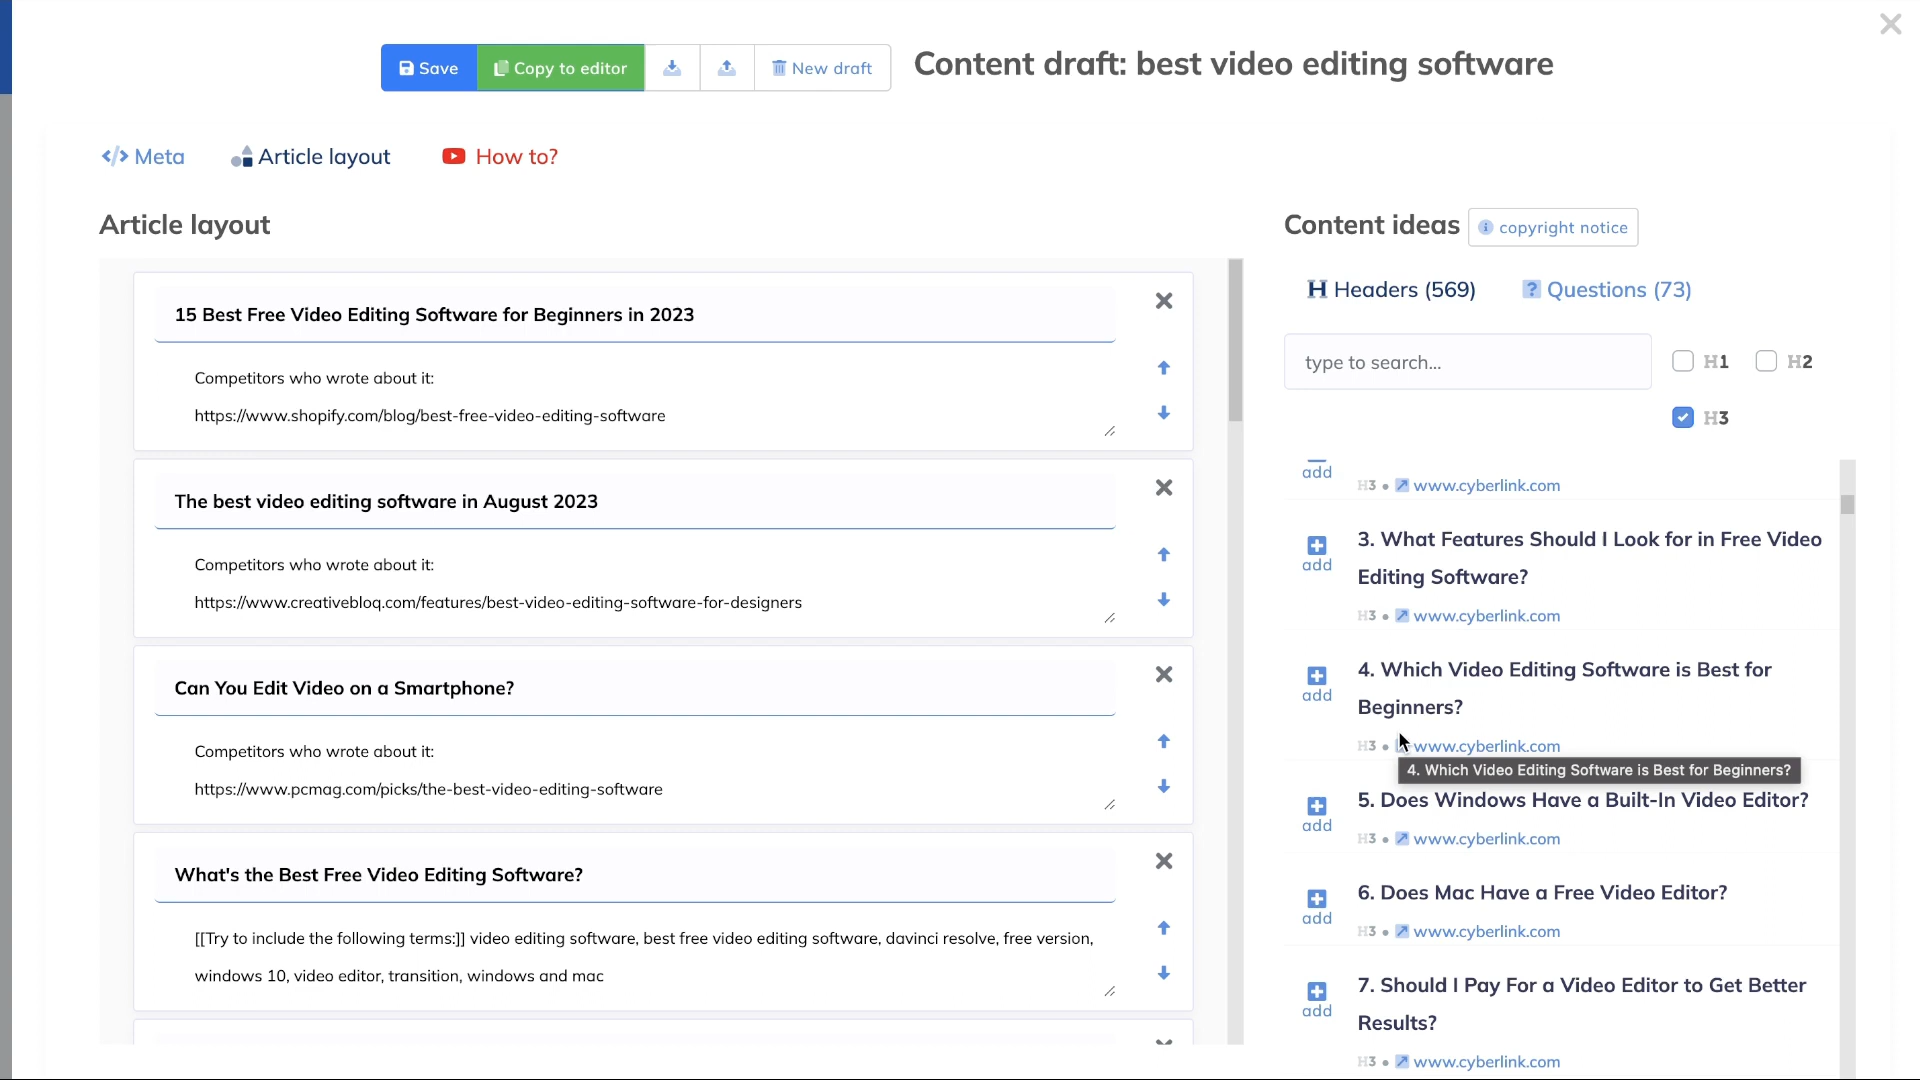 Save
Copy to editor
New draft
Content draft: best video editing software
</> Meta
Article layout
How to?
Article layout
15 Best Free Video Editing Software for Beginners in 2023
Competitors who wrote about it:
https://www.shopify.com/blog/best-free-video-editing-software
The best video editing software in August 2023
Competitors who wrote about it:
https://www.creativebloq.com/features/best-video-editing-software-for-designers
Can You Edit Video on a Smartphone?
Competitors who wrote about it:
https://www.pcmag.com/picks/the-best-video-editing-software
What's the Best Free Video Editing Software?
[[Try to include the following terms:]] video editing software, best free video editing software, davinci resolve, free version,
windows 10, video editor, transition, windows and mac
Content ideas
copyright notice
H Headers (569)
? Questions (73)
type to search...
H1
H2
H3
add
H3 • www.cyberlink.com
add
3. What Features Should I Look for in Free Video
Editing Software?
H3 • www.cyberlink.com
add
4. Which Video Editing Software is Best for
Beginners?
H3 • www.cyberlink.com
4. Which Video Editing Software is Best for Beginners?
add
5. Does Windows Have a Built-In Video Editor?
H3 • www.cyberlink.com
add
6. Does Mac Have a Free Video Editor?
H3 • www.cyberlink.com
add
7. Should I Pay For a Video Editor to Get Better
Results?
H3 • www.cyberlink.com